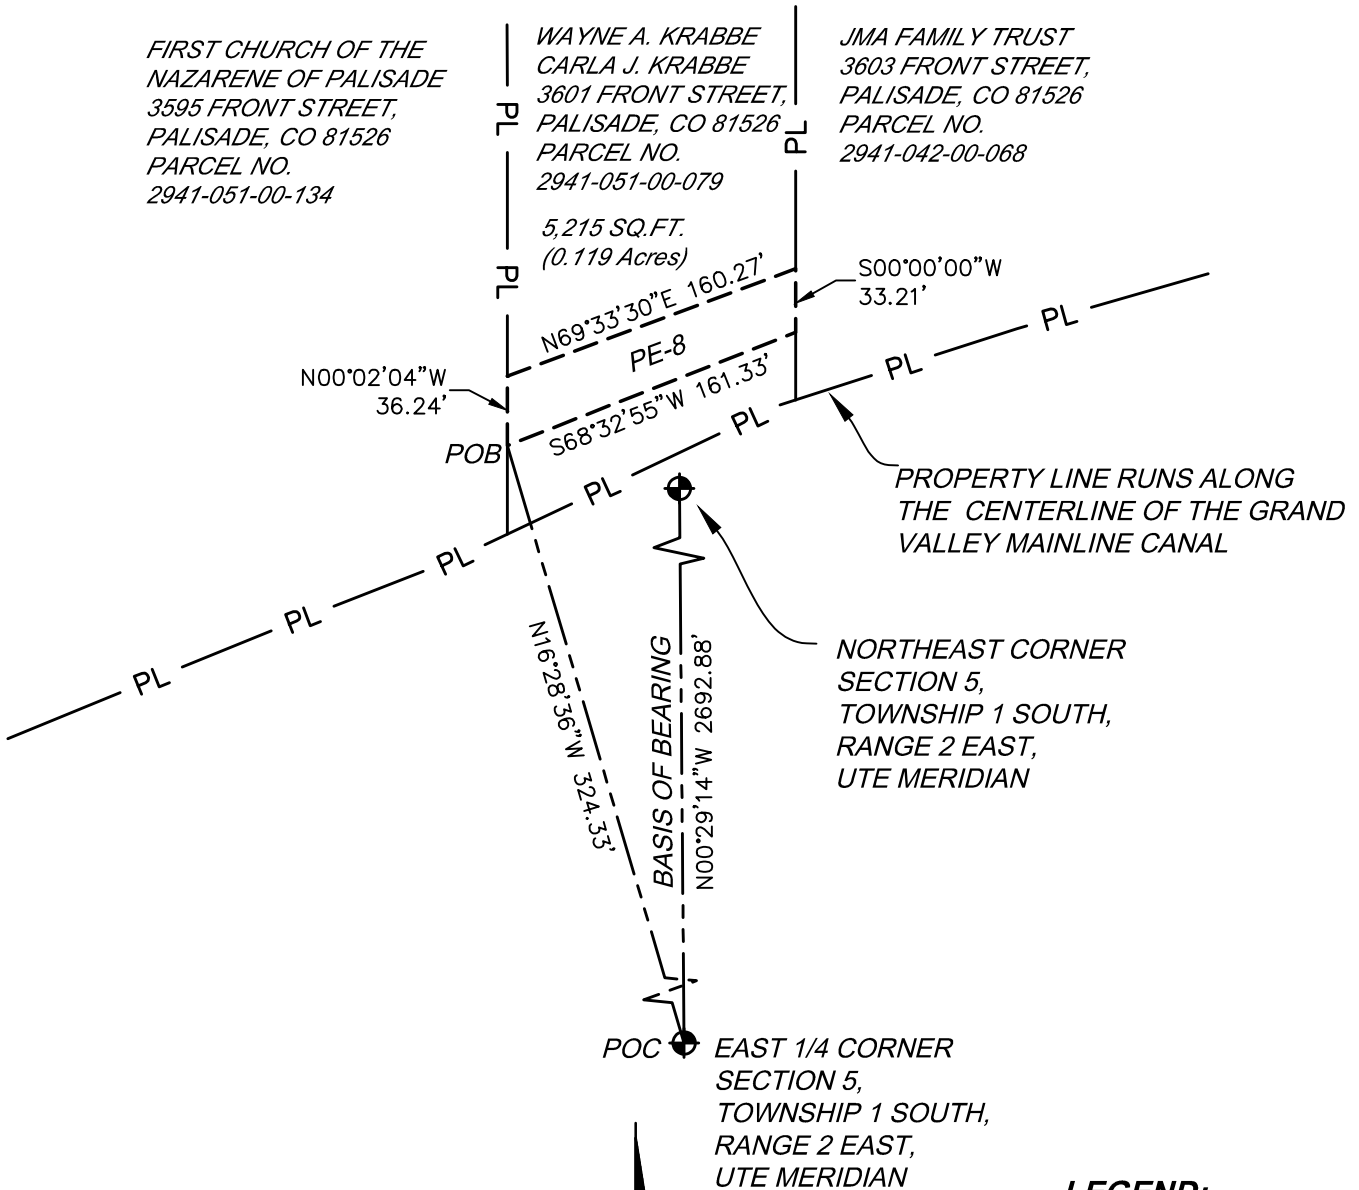 FIRST CHURCH OF THE
NAZARENE OF PALISADE
3595 FRONT STREET,
PALISADE, CO 81526
PARCEL NO.
2941-051-00-134
WAYNE A. KRABBE
CARLA J. KRABBE
3601 FRONT STREET,
PALISADE, CO 81526
PARCEL NO.
2941-051-00-079
5,215 SQ.FT.
(0.119 Acres)
JMA FAMILY TRUST
3603 FRONT STREET,
PALISADE, CO 81526
PARCEL NO.
2941-042-00-068
PL
PL
PL
N69°33'30"E 160.27'
S00°00'00"W
33.21'
PE-8
N00°02'04"W
36.24'
S68°32'55"W 161.33'
POB
PL
PL
PL
PL
PL
PL
PL
PROPERTY LINE RUNS ALONG
THE CENTERLINE OF THE GRAND
VALLEY MAINLINE CANAL
NORTHEAST CORNER
SECTION 5,
TOWNSHIP 1 SOUTH,
RANGE 2 EAST,
UTE MERIDIAN
N16°28'36"W 324.33'
BASIS OF BEARING
N00°29'14"W 2692.88'
POC
EAST 1/4 CORNER
SECTION 5,
TOWNSHIP 1 SOUTH,
RANGE 2 EAST,
UTE MERIDIAN
LEGEND: